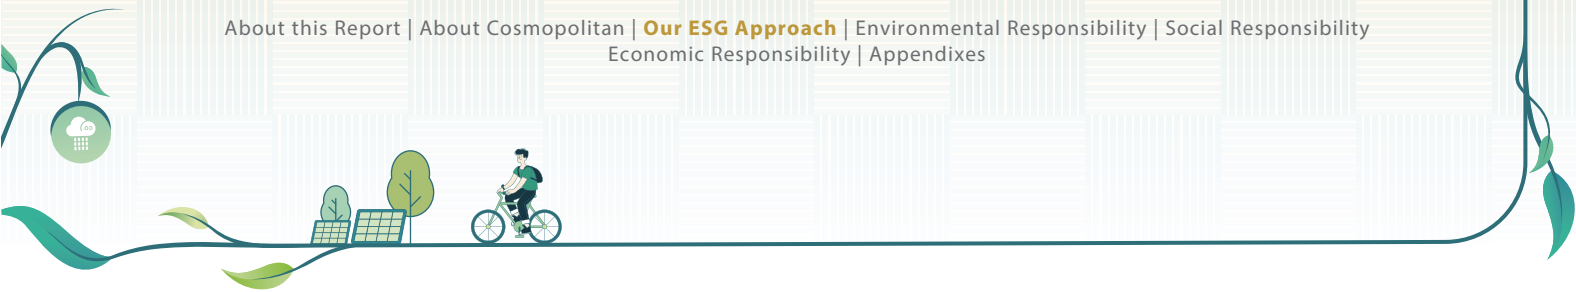 About this Report | About Cosmopolitan | Our ESG Approach | Environmental Responsibility | Social Responsibility
Economic Responsibility | Appendixes